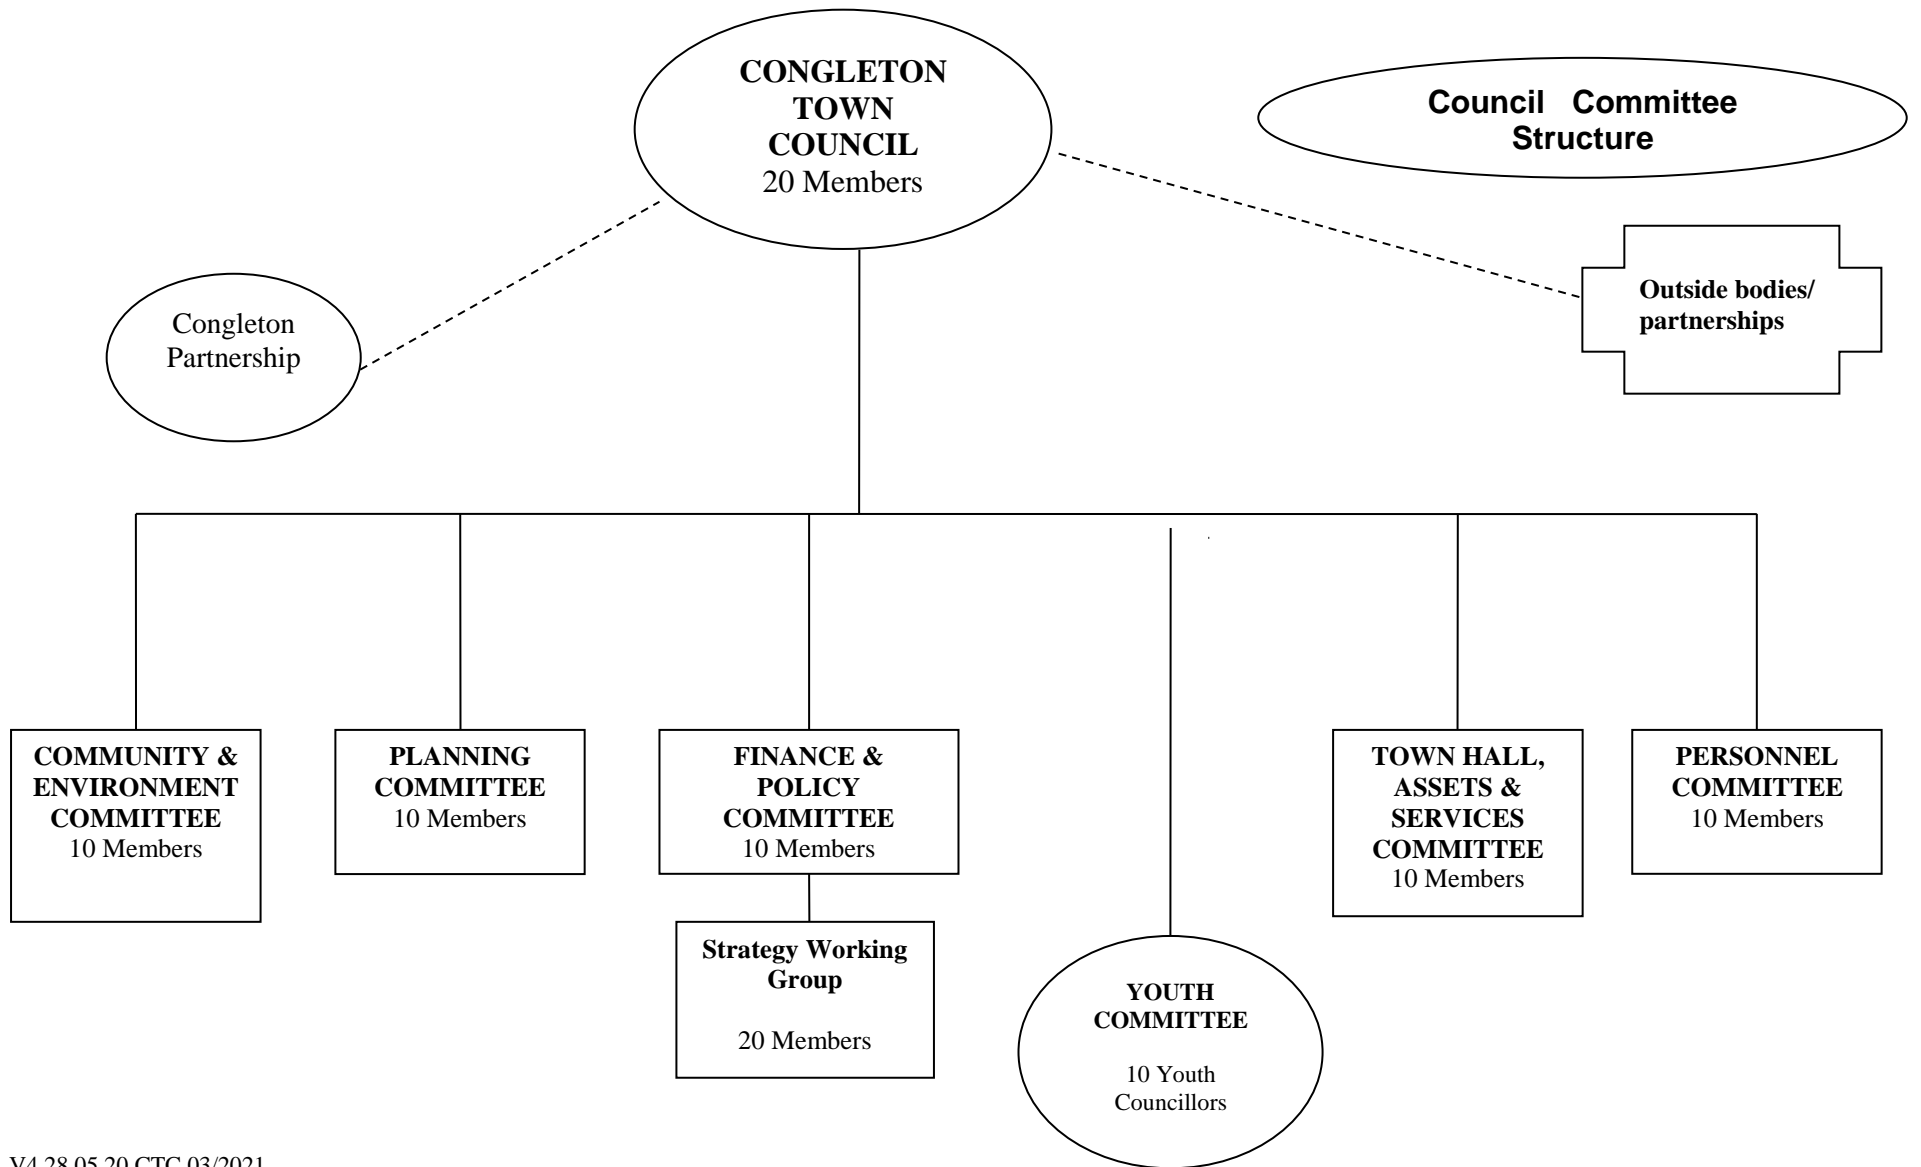 CONGLETON
TOWN
COUNCIL
20 Members
Council Committee
Structure
Outside bodies/
partnerships
Congleton
Partnership
COMMUNITY &
ENVIRONMENT
COMMITTEE
10 Members
PLANNING
COMMITTEE
10 Members
FINANCE &
POLICY
COMMITTEE
10 Members
Strategy Working
Group
20 Members
YOUTH
COMMITTEE
10 Youth
Councillors
TOWN HALL,
ASSETS &
SERVICES
COMMITTEE
10 Members
PERSONNEL
COMMITTEE
10 Members
V4 28.05.20 CTC 03/2021